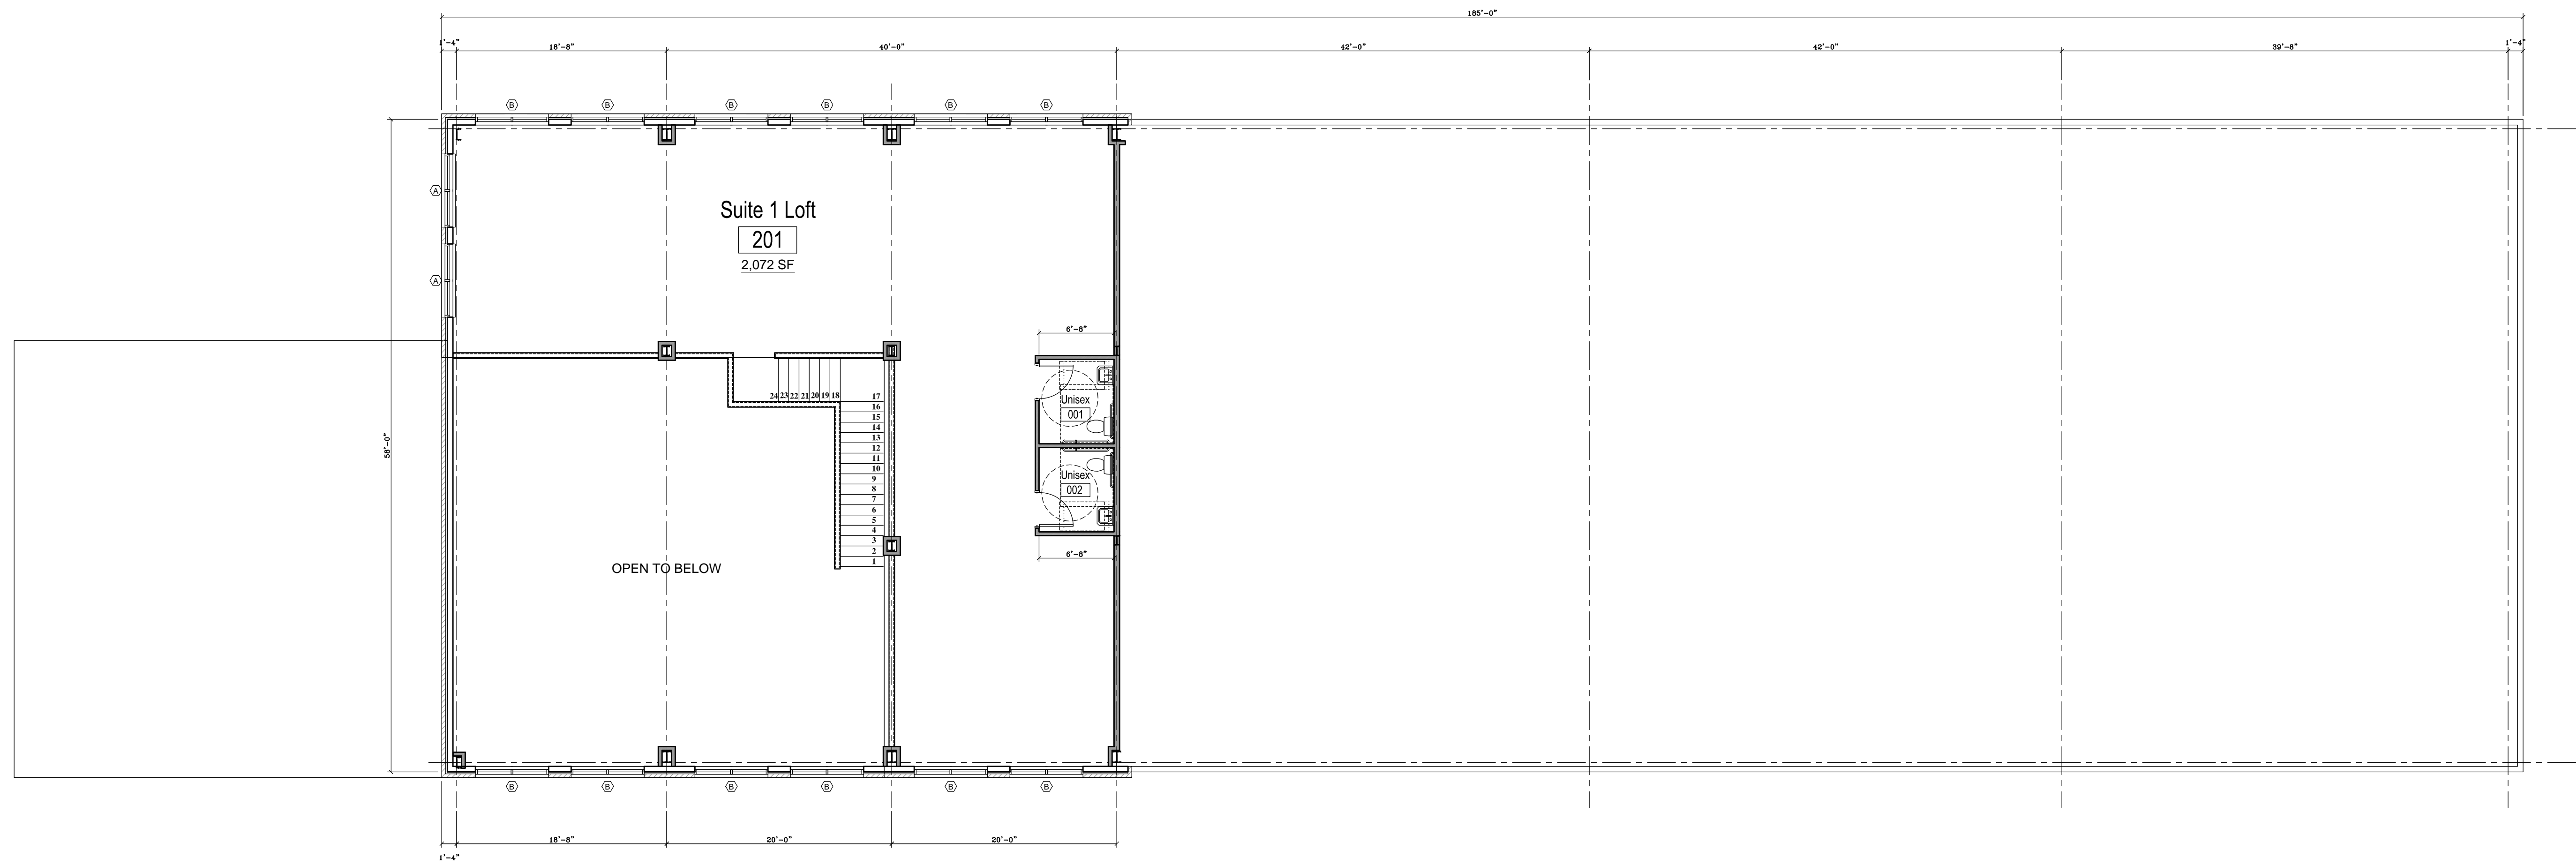 185'-0"
1'-4"
18'-8"
40'-0"
42'-0"
42'-0"
39'-8"
1'-4"
B
B
B
B
B
B
A
Suite 1 Loft
201
2,072 SF
A
6'-8"
24 23 22 21 20 19 18
17
16
15
14
13
12
11
10
9
8
7
6
5
4
3
2
1
Unisex
001
Unisex
002
58'-0"
6'-8"
OPEN TO BELOW
B
B
B
B
B
B
18'-8"
20'-0"
20'-0"
1'-4"